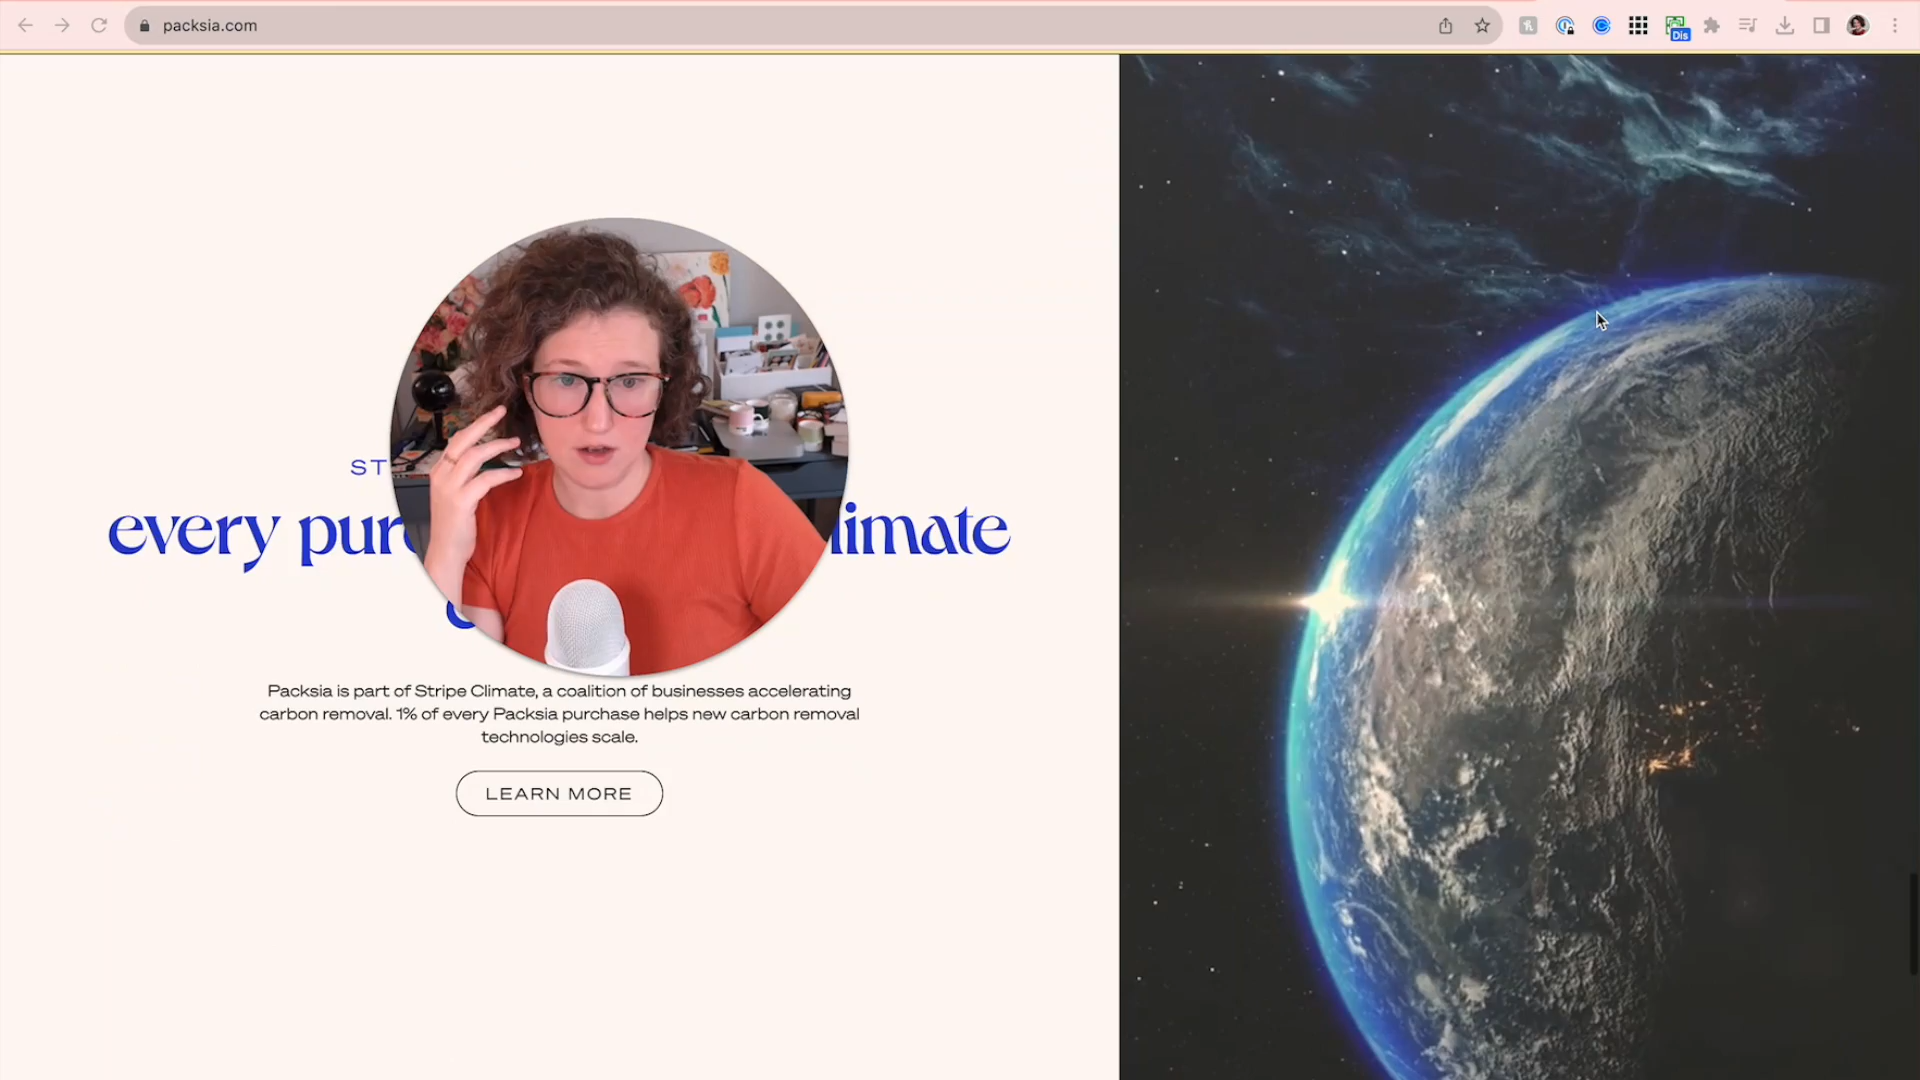 packsia.com
Dis
ST
every pur limate
Packsia is part of Stripe Climate, a coalition of businesses accelerating
carbon removal. 1% of every Packsia purchase helps new carbon removal
technologies scale.
LEARN MORE